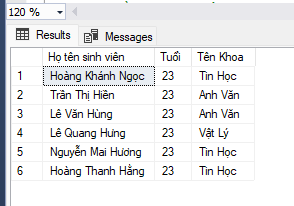 120 %
Results Messages
Họ tên sinh viên Tuổi Tên Khoa
1 Hoàng Khánh Ngọc 23 Tin Học
2 Trần Thị Hiền 23 Anh Văn
3 Lê Văn Hùng 23 Anh Văn
4 Lê Quang Hưng 23 Vật Lý
5 Nguyễn Mai Hương 23 Tin Học
6 Hoàng Thanh Hằng 23 Tin Học